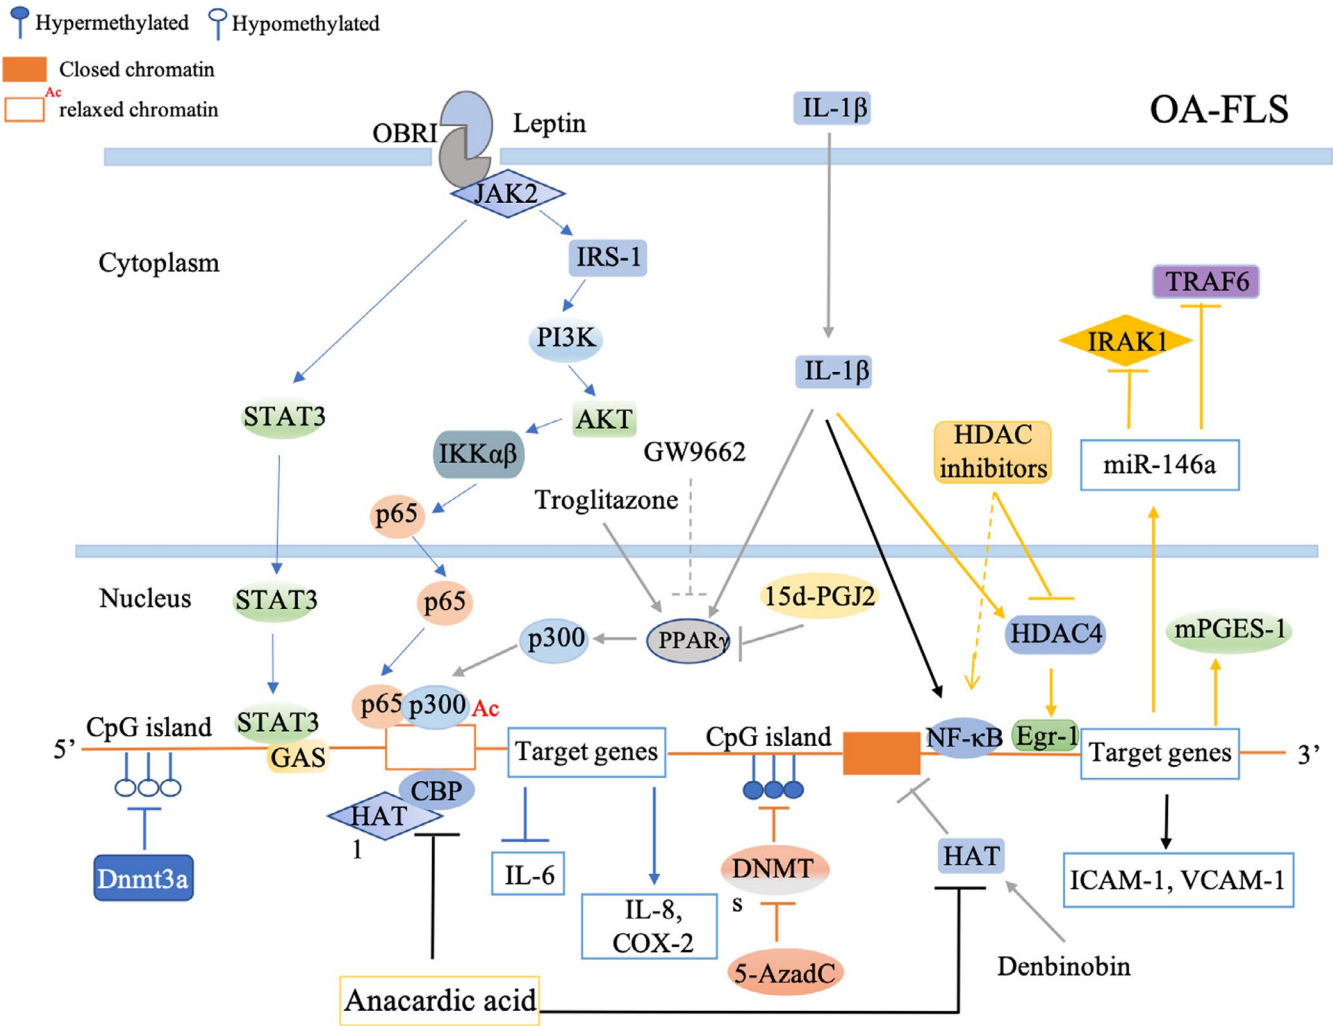 Hypermethylated
Hypomethylated
Closed chromatin
Ac
relaxed chromatin
OBRI
Leptin
IL-1β
OA-FLS
JAK2
Cytoplasm
IRS-1
TRAF6
PI3K
IRAK1
IL-1β
STAT3
AKT
IKKαβ
GW9662
HDAC
inhibitors
miR-146a
Troglitazone
p65
Nucleus
STAT3
p65
15d-PGJ2
p300
PPARγ
HDAC4
mPGES-1
p65
p300
Ac
CpG island
STAT3
CpG island
NF-κB
Egr-1
5’
GAS
Target genes
Target genes
3’
CBP
HAT
1
HAT
Dnmt3a
IL-6
DNMT
s
ICAM-1, VCAM-1
IL-8,
COX-2
5-AzadC
Denbinobin
Anacardic acid